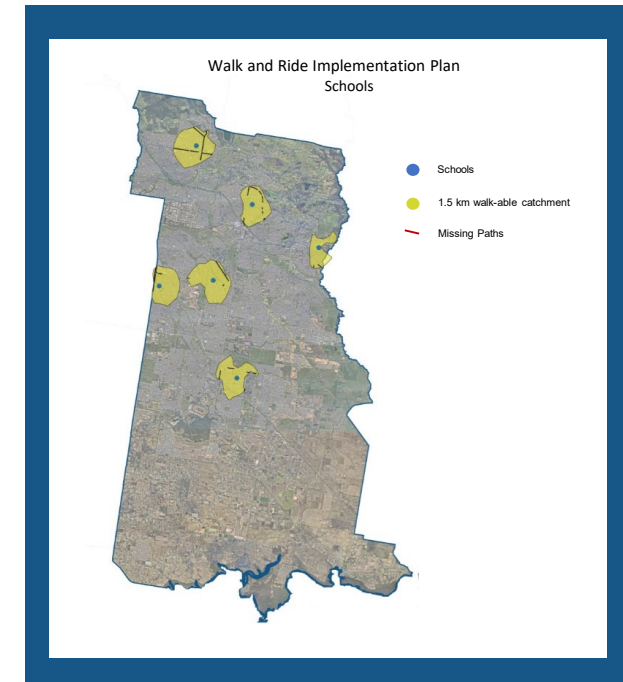 Walk and Ride Implementation Plan
Schools
Schools
1.5 km walk-able catchment
Missing Paths